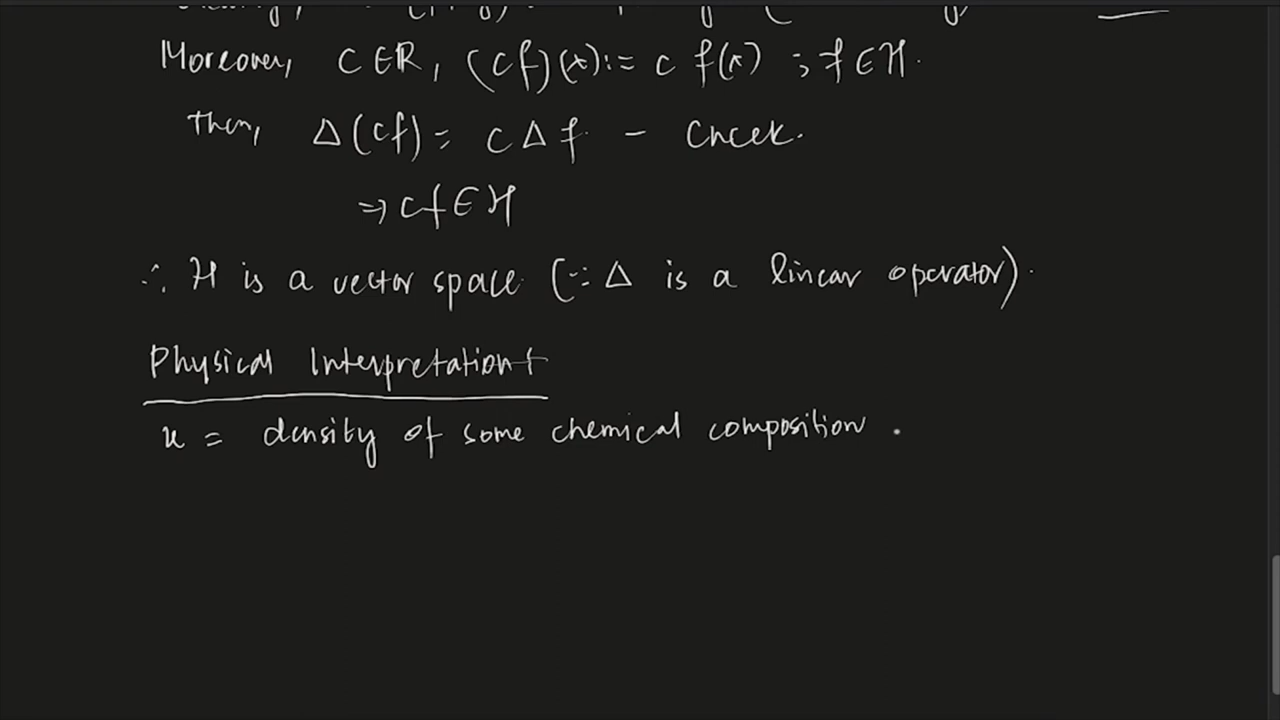 Moreover, C ∈ ℝ, (cf)(x) := c f(x) ; f ∈ H.
Then, Δ(cf) = c Δ f - Check.
⇒ cf ∈ H
∴ H is a vector space (∵ Δ is a linear operator).
Physical Interpretation
u = density of some chemical composition .